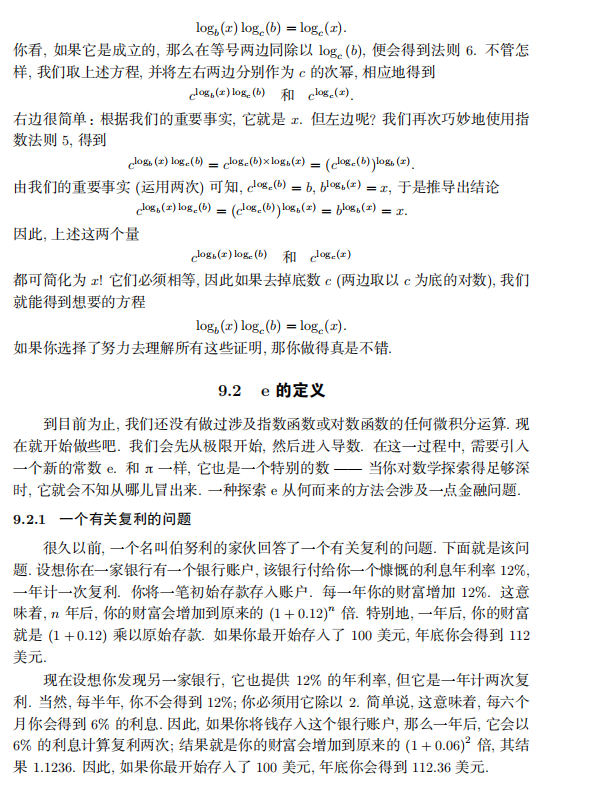 log_b(x) log_c(b) = log_c(x).
你看, 如果它是成立的, 那么在等号两边同除以 log_c(b), 便会得到法则 6. 不管怎
样, 我们取上述方程, 并将左右两边分别作为 c 的次幂, 相应地得到
c^{log_b(x) log_c(b)} 和 c^{log_c(x)}.
右边很简单: 根据我们的重要事实, 它就是 x. 但左边呢? 我们再次巧妙地使用指
数法则 5, 得到
c^{log_b(x) log_c(b)} = c^{log_c(b)×log_b(x)} = (c^{log_c(b)})^{log_b(x)}.
由我们的重要事实 (运用两次) 可知, c^{log_c(b)} = b, b^{log_b(x)} = x, 于是推导出结论
c^{log_b(x) log_c(b)} = (c^{log_c(b)})^{log_b(x)} = b^{log_b(x)} = x.
因此, 上述这两个量
c^{log_b(x) log_c(b)} 和 c^{log_c(x)}
都可简化为 x! 它们必须相等, 因此如果去掉底数 c (两边取以 c 为底的对数), 我们
就能得到想要的方程
log_b(x) log_c(b) = log_c(x).
如果你选择了努力去理解所有这些证明, 那你做得真是不错.
9.2 e 的定义
到目前为止, 我们还没有做过涉及指数函数或对数函数的任何微积分运算. 现
在就开始做些吧. 我们会先从极限开始, 然后进入导数. 在这一过程中, 需要引入
一个新的常数 e. 和 π 一样, 它也是一个特别的数 —— 当你对数学探索得足够深
时, 它就会不知从哪儿冒出来. 一种探索 e 从何而来的方法会涉及一点金融问题.
9.2.1 一个有关复利的问题
很久以前, 一个名叫伯努利的家伙回答了一个有关复利的问题. 下面就是该问
题. 设想你在一家银行有一个银行账户, 该银行付给你一个慷慨的利息年利率 12%,
一年计一次复利. 你将一笔初始存款存入账户. 每一年你的财富增加 12%. 这意
味着, n 年后, 你的财富会增加到原来的 (1 + 0.12)^n 倍. 特别地, 一年后, 你的财富
就是 (1 + 0.12) 乘以原始存款. 如果你最开始存入了 100 美元, 年底你会得到 112
美元.
现在设想你发现另一家银行, 它也提供 12% 的年利率, 但它是一年计两次复
利. 当然, 每半年, 你不会得到 12%; 你必须用它除以 2. 简单说, 这意味着, 每六个
月你会得到 6% 的利息. 因此, 如果你将钱存入这个银行账户, 那么一年后, 它会以
6% 的利息计算复利两次; 结果就是你的财富会增加到原来的 (1 + 0.06)^2 倍, 其结
果 1.1236. 因此, 如果你最开始存入了 100 美元, 年底你会得到 112.36 美元.